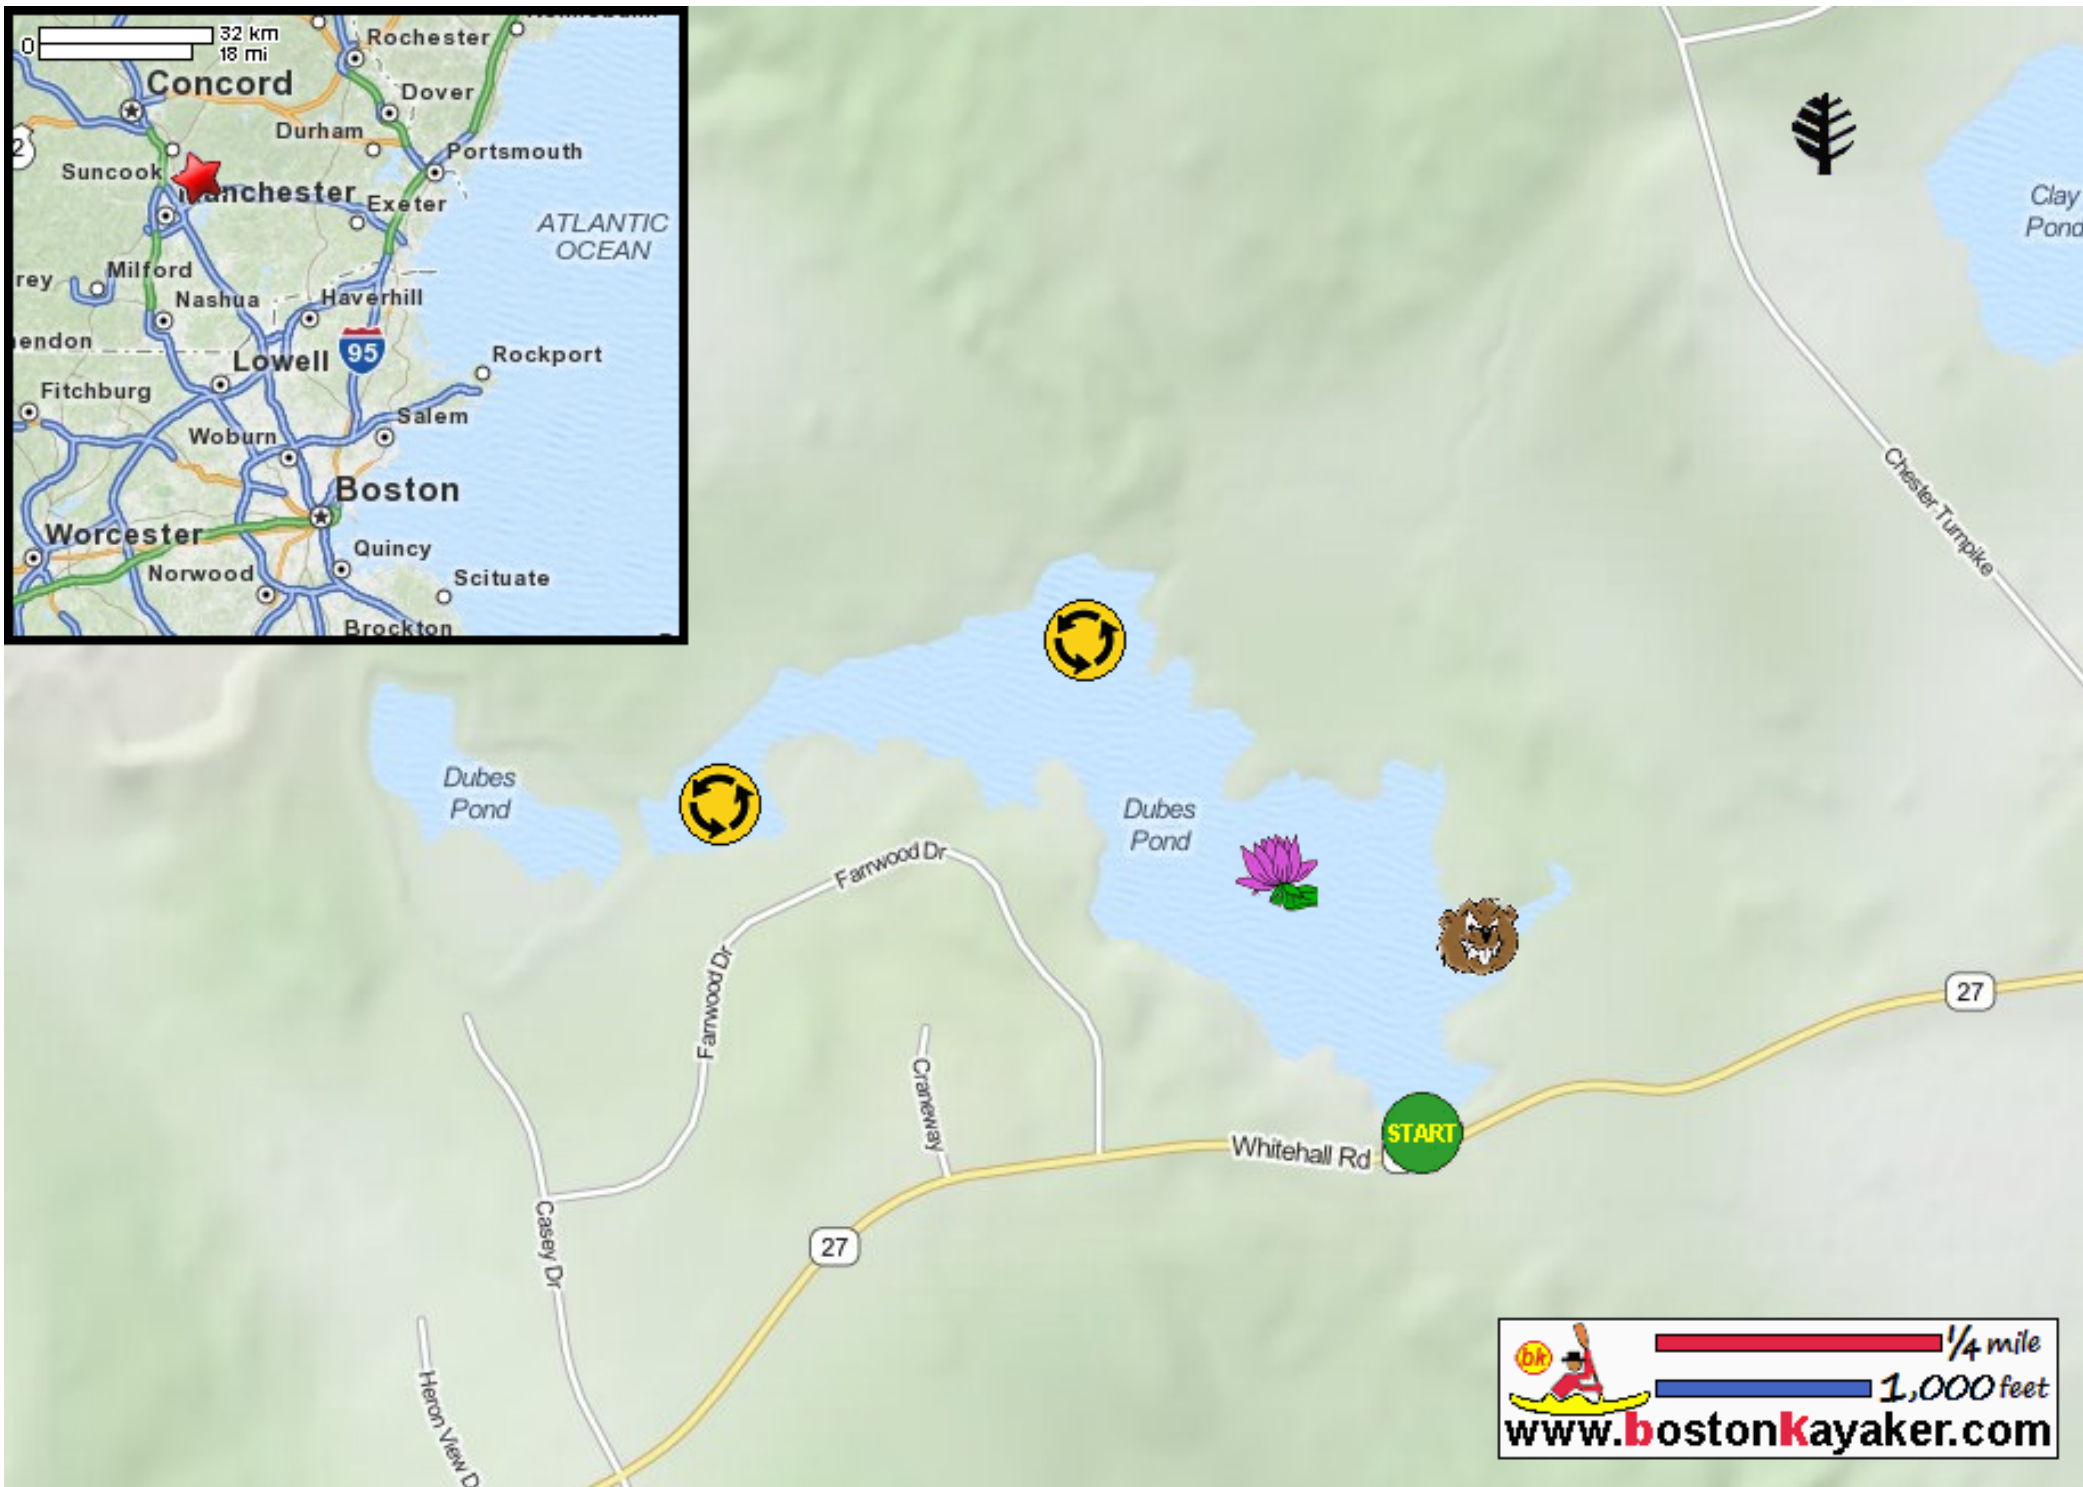 0
32 km
18 mi
Rochester
Concord
Dover
Durham
Portsmouth
Suncook
Manchester
Exeter
ATLANTIC
OCEAN
Milford
Nashua
Haverhill
95
Lowell
Rockport
Fitchburg
Salem
Woburn
Boston
Worcester
Quincy
Norwood
Scituate
Brockton
Clay
Pond
Chester Turnpike
Dubes
Pond
Dubes
Pond
Farrwood Dr
Farrwood Dr
Craneway
27
START
Whitehall Rd
Casey Dr
27
Heron View D
bk
1/4 mile
1,000 feet
www.bostonkayaker.com